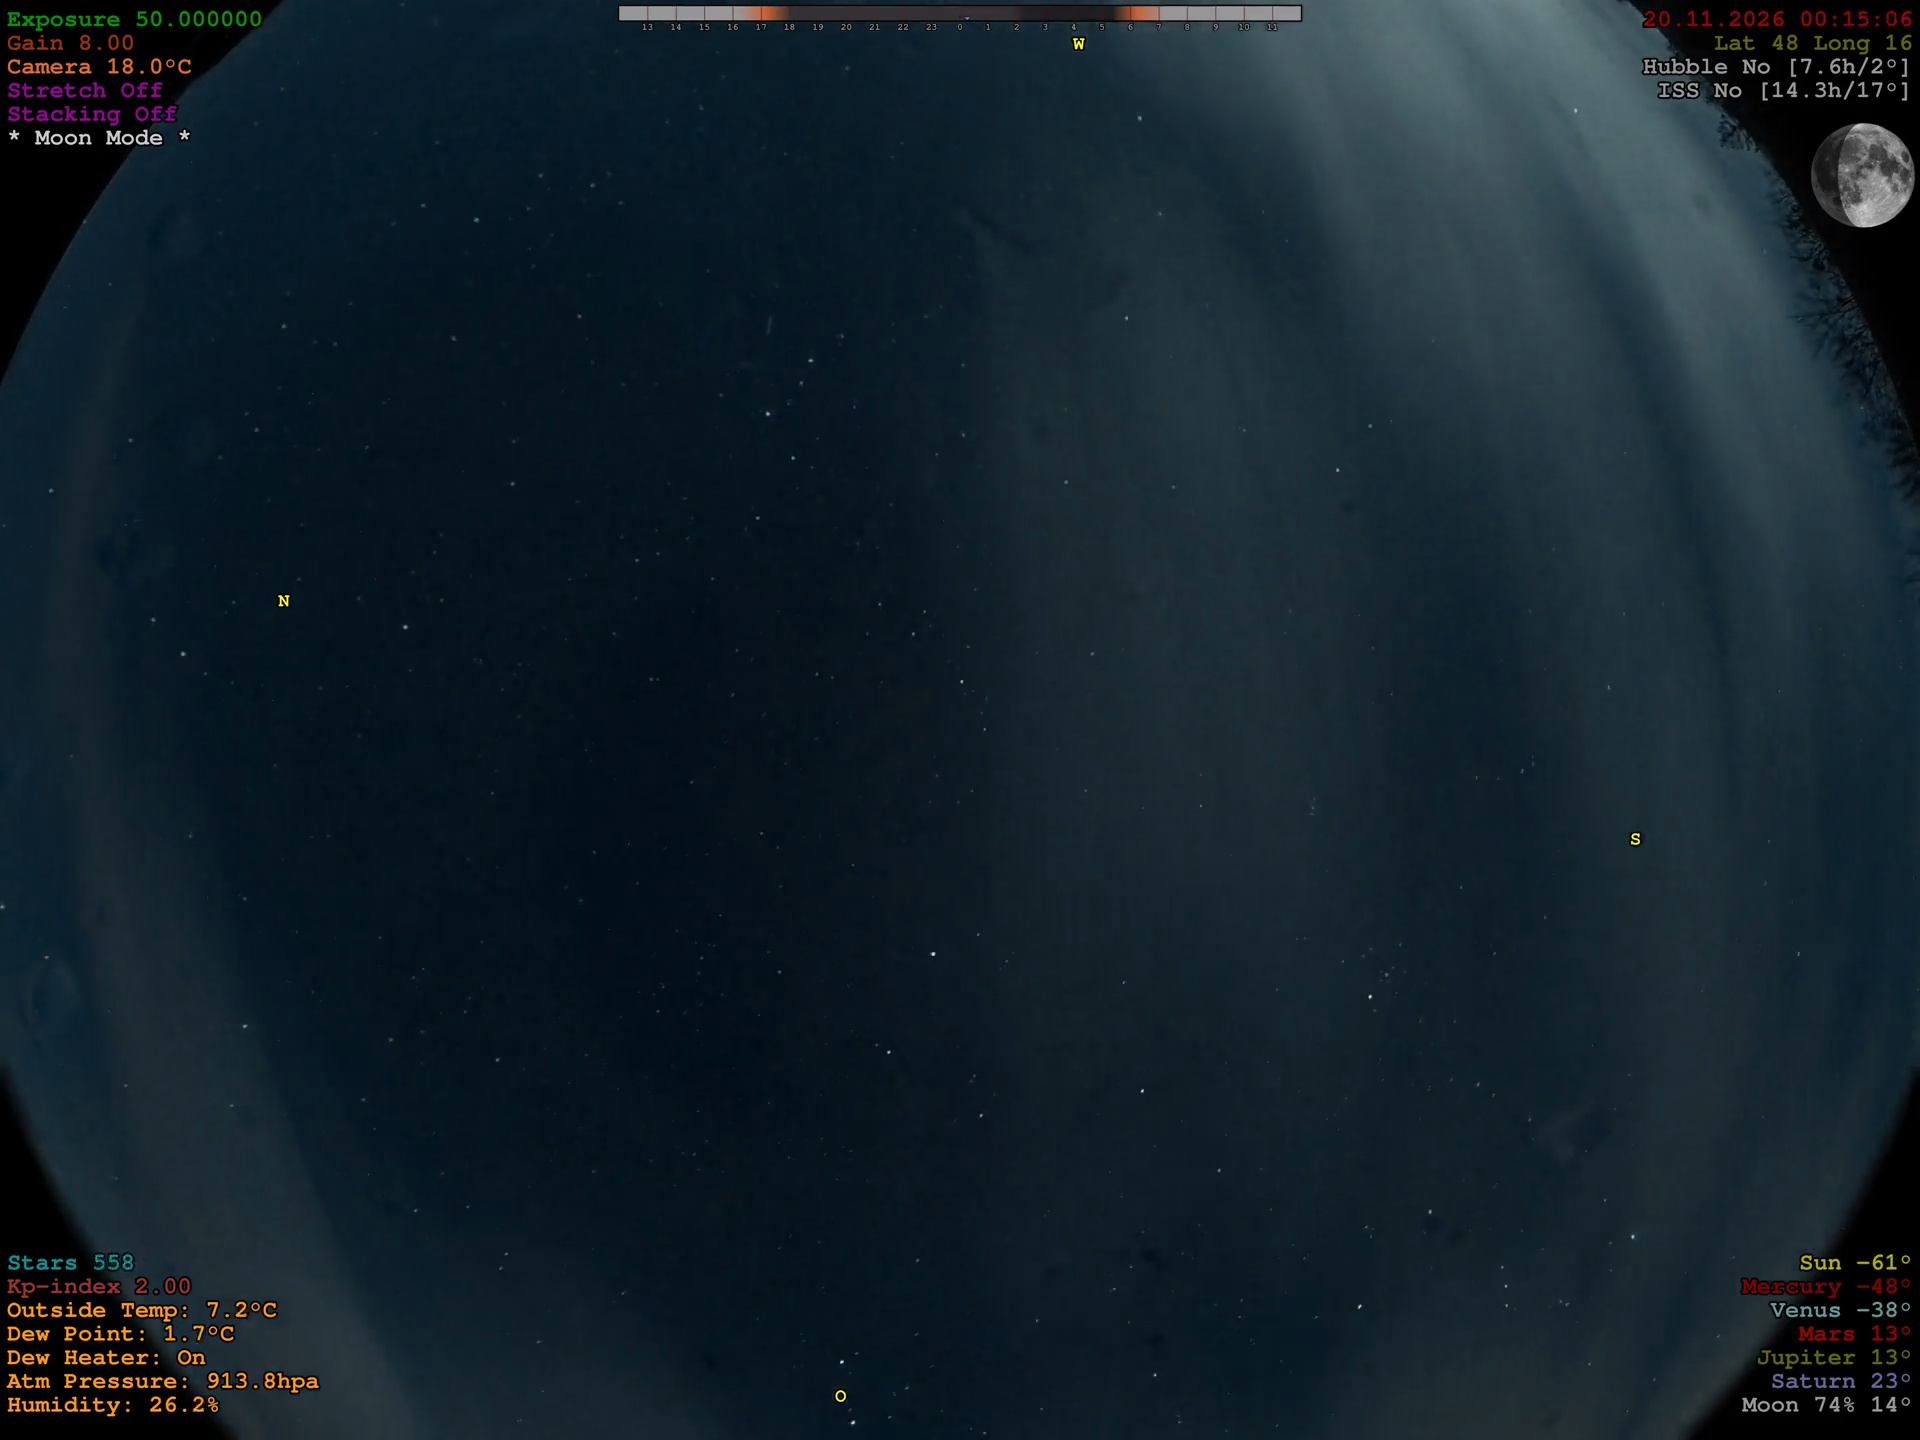 Exposure 50.000000
Gain 8.00
Camera 18.0°C
Stretch Off
Stacking Off
* Moon Mode *
13 14 15 16 17 18 19 20 21 22 23 0 1 2 3 4 5 6 7 8 9 10 11
W
20.11.2026 00:15:06
Lat 48 Long 16
Hubble No [7.6h/2°]
ISS No [14.3h/17°]
N
S
O
Stars 558
Kp-index 2.00
Outside Temp: 7.2°C
Dew Point: 1.7°C
Dew Heater: On
Atm Pressure: 913.8hpa
Humidity: 26.2%
Sun -61°
Mercury -48°
Venus -38°
Mars 13°
Jupiter 13°
Saturn 23°
Moon 74% 14°